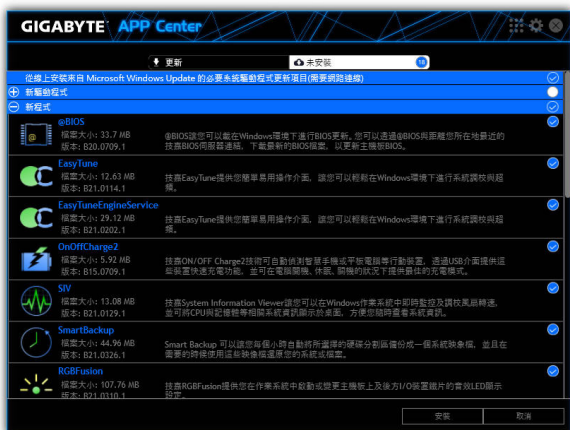 GIGABYTE™ APP Center
更新
未安裝 18
從線上安裝來自 Microsoft Windows Update 的必要系統驅動程式更新項目(需要網路連線)
新驅動程式
新程式
@BIOS
檔案大小: 33.7 MB
版本: B20.0709.1
@BIOS讓您可以能在Windows環境下進行BIOS更新。您可以透過@BIOS與距離您所在地最近的
技嘉BIOS伺服器連結，下載最新的BIOS檔案，以更新主機板BIOS。
EasyTune
檔案大小: 12.63 MB
版本: B21.0114.1
技嘉EasyTune提供您簡單易用操作介面，讓您可以輕鬆在Windows環境下進行系統調校與超
頻。
EasyTuneEngineService
檔案大小: 29.12 MB
版本: B21.0202.1
技嘉EasyTune提供您簡單易用操作介面，讓您可以輕鬆在Windows環境下進行系統調校與超
頻。
OnOffCharge2
檔案大小: 5.92 MB
版本: B15.0709.1
技嘉ON/OFF Charge2技術可自動偵測智慧手機或平板電腦等行動裝置，透過USB介面提供這
些裝置快速充電功能，並可在電腦開機、休眠、關機的狀況下提供最佳的充電模式。
SIV
檔案大小: 13.08 MB
版本: B21.0129.1
技嘉System Information Viewer讓您可以在Windows作業系統中即時監控及調校風扇轉速，
並可將CPU與記憶體等相關系統資訊顯示於桌面，方便您隨時查看系統資訊。
SmartBackup
檔案大小: 44.96 MB
版本: B21.0326.1
Smart Backup 可以讓您每個小時自動將所選擇的硬碟分割區備份成一個系統映像檔，並且在
需要的時候使用這些映像檔還原您的系統或檔案。
RGBFusion
檔案大小: 107.76 MB
版本: B21.0310.1
技嘉RGBFusion提供您在作業系統中啟動或變更主機板上及後方I/O裝置鐵片的音效LED顯示
設定。
安裝
取消